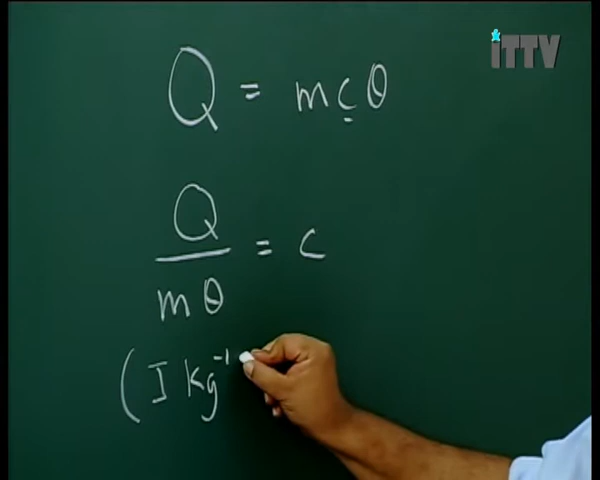 iTTV
Q = mcθ
Q / mθ = c
(J kg⁻¹